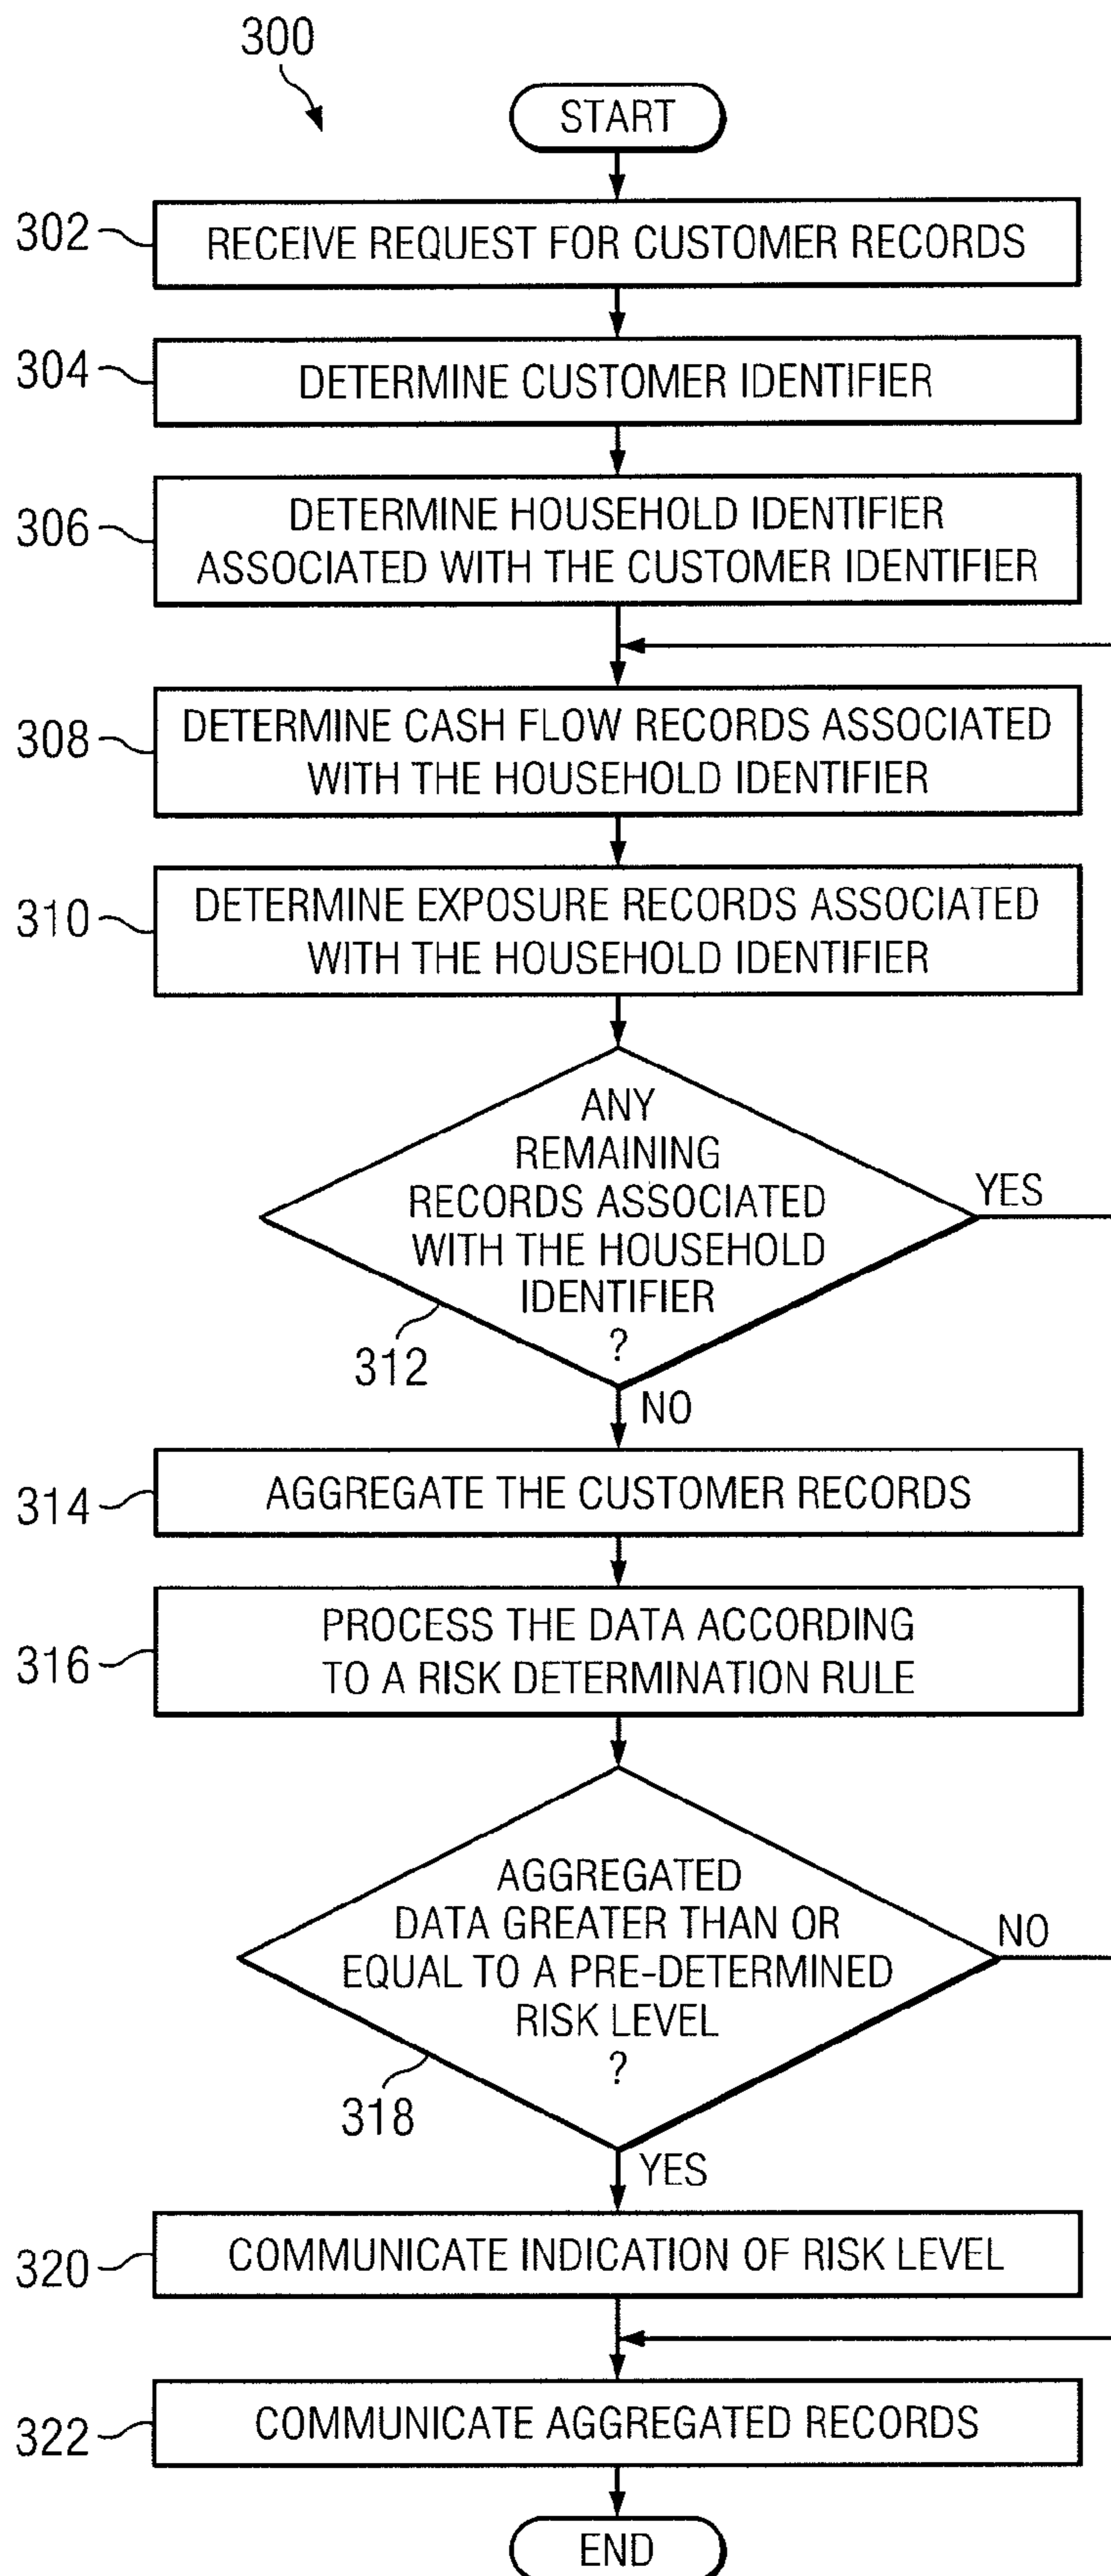 300
START
302
RECEIVE REQUEST FOR CUSTOMER RECORDS
304
DETERMINE CUSTOMER IDENTIFIER
306
DETERMINE HOUSEHOLD IDENTIFIER
ASSOCIATED WITH THE CUSTOMER IDENTIFIER
308
DETERMINE CASH FLOW RECORDS ASSOCIATED
WITH THE HOUSEHOLD IDENTIFIER
310
DETERMINE EXPOSURE RECORDS ASSOCIATED
WITH THE HOUSEHOLD IDENTIFIER
ANY
REMAINING
RECORDS ASSOCIATED
WITH THE HOUSEHOLD
IDENTIFIER
?
YES
312
NO
314
AGGREGATE THE CUSTOMER RECORDS
316
PROCESS THE DATA ACCORDING
TO A RISK DETERMINATION RULE
AGGREGATED
DATA GREATER THAN OR
EQUAL TO A PRE-DETERMINED
RISK LEVEL
?
NO
318
YES
320
COMMUNICATE INDICATION OF RISK LEVEL
322
COMMUNICATE AGGREGATED RECORDS
END